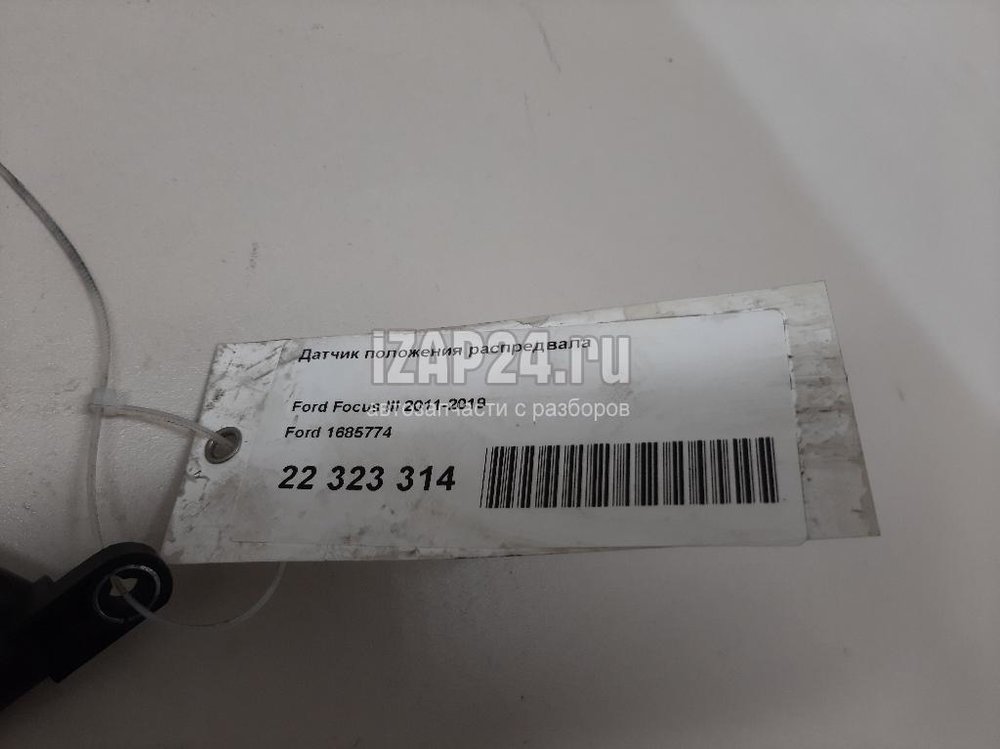 Датчик положения распредвала
iZAP24.ru
Ford Focus III 2011-2019
автозапчасти с разборов
Ford 1685774
22 323 314